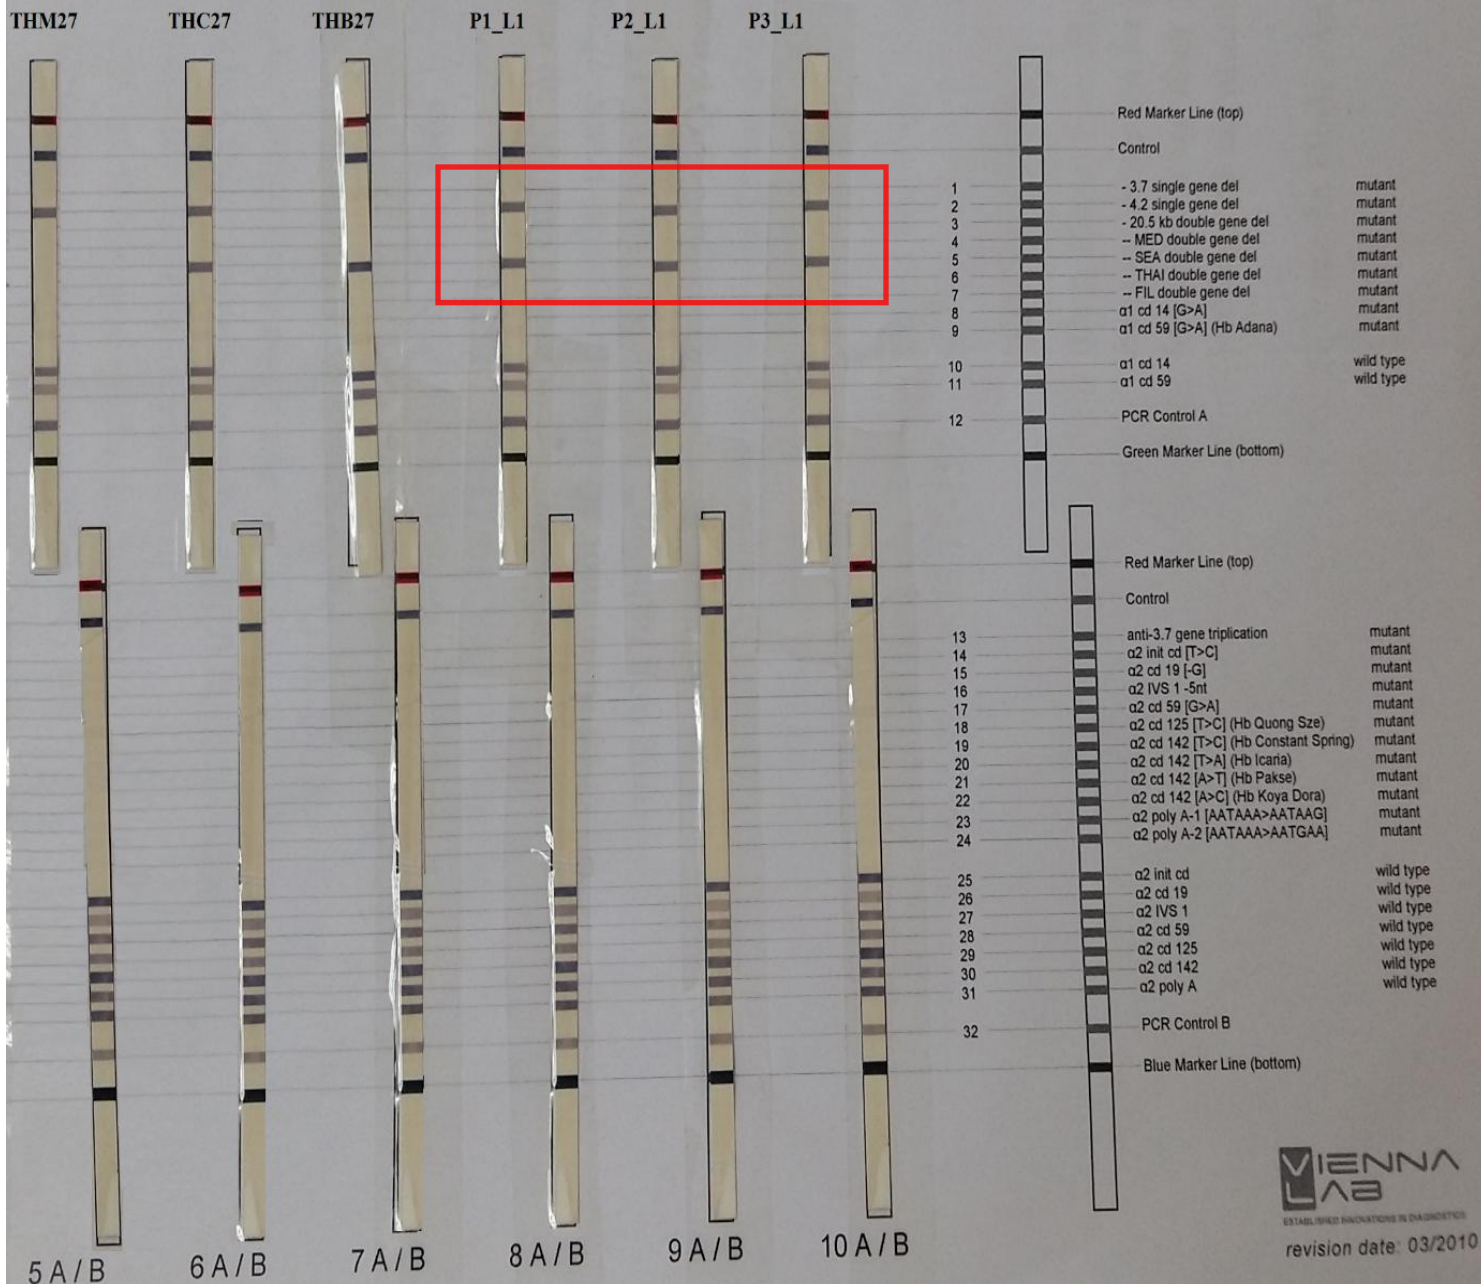 THM27 THC27 THB27 P1_L1 P2_L1 P3_L1
Red Marker Line (top)
Control
1 - 3.7 single gene del mutant
2 - 4.2 single gene del mutant
3 - 20.5 kb double gene del mutant
4 -- MED double gene del mutant
5 -- SEA double gene del mutant
6 -- THAI double gene del mutant
7 -- FIL double gene del mutant
8 α1 cd 14 [G>A] mutant
9 α1 cd 59 [G>A] (Hb Adana) mutant
10 α1 cd 14 wild type
11 α1 cd 59 wild type
12 PCR Control A
Green Marker Line (bottom)
Red Marker Line (top)
Control
13 anti-3.7 gene triplication mutant
14 α2 init cd [T>C] mutant
15 α2 cd 19 [-G] mutant
16 α2 IVS 1 -5nt mutant
17 α2 cd 59 [G>A] mutant
18 α2 cd 125 [T>C] (Hb Quong Sze) mutant
19 α2 cd 142 [T>C] (Hb Constant Spring) mutant
20 α2 cd 142 [T>A] (Hb Icaria) mutant
21 α2 cd 142 [A>T] (Hb Pakse) mutant
22 α2 cd 142 [A>C] (Hb Koya Dora) mutant
23 α2 poly A-1 [AATAAA>AATAAG] mutant
24 α2 poly A-2 [AATAAA>AATGAA] mutant
25 α2 init cd wild type
26 α2 cd 19 wild type
27 α2 IVS 1 wild type
28 α2 cd 59 wild type
29 α2 cd 125 wild type
30 α2 cd 142 wild type
31 α2 poly A wild type
32 PCR Control B
Blue Marker Line (bottom)
VIENNA
LAB
ESTABLISHED INNOVATIONS IN DIAGNOSTICS
revision date: 03/2010
5 A / B 6 A / B 7 A / B 8 A / B 9 A / B 10 A / B